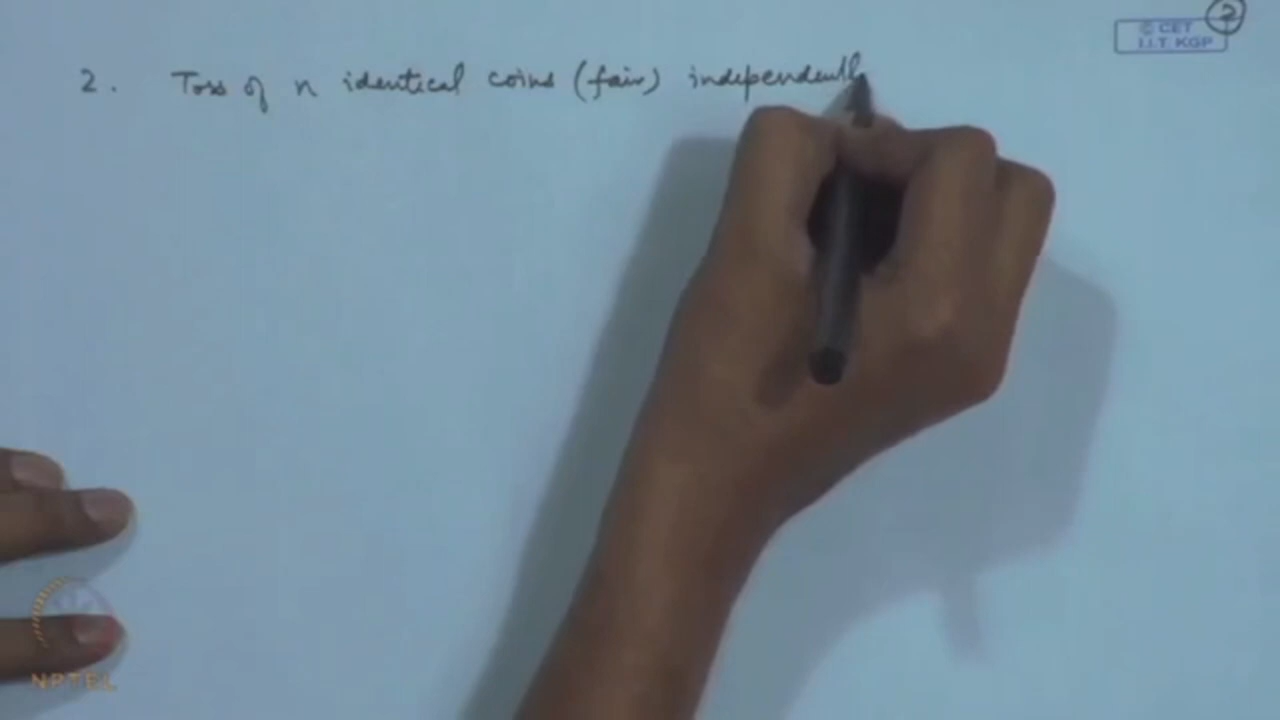 © CET
I.I.T. KGP
2
2. Toss of n identical coins (fair) independently
NPTEL